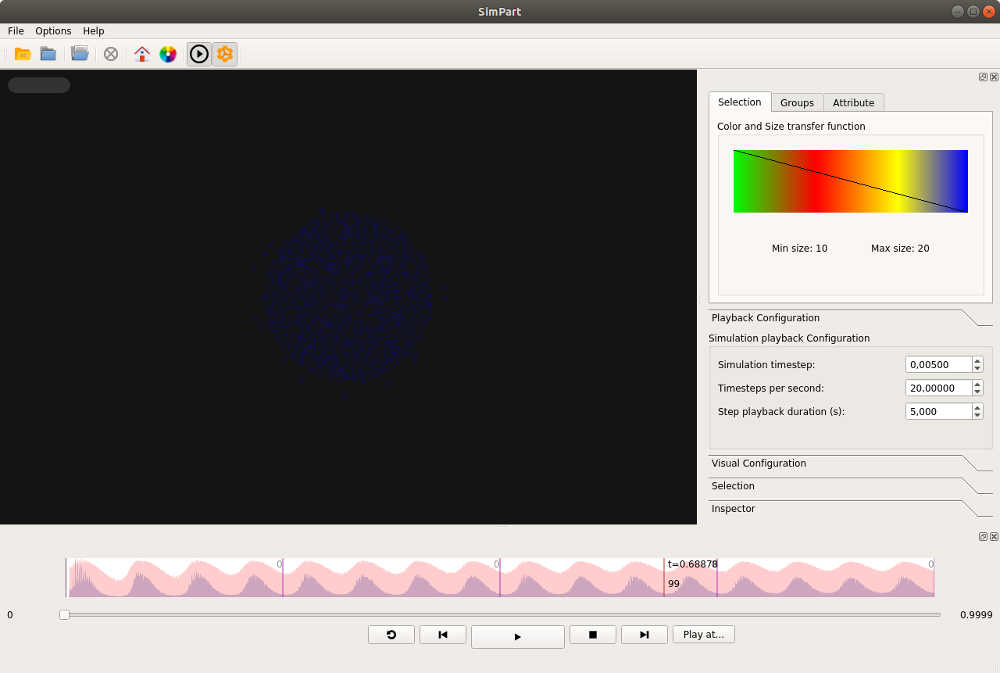 SimPart
File Options Help
Selection Groups Attribute
Color and Size transfer function
Min size: 10 Max size: 20
Playback Configuration
Simulation playback Configuration
Simulation timestep: 0,00500
Timesteps per second: 20,00000
Step playback duration (s): 5,000
Visual Configuration
Selection
Inspector
0 0 t=0.68878 0
99
0 0.9999
Play at...